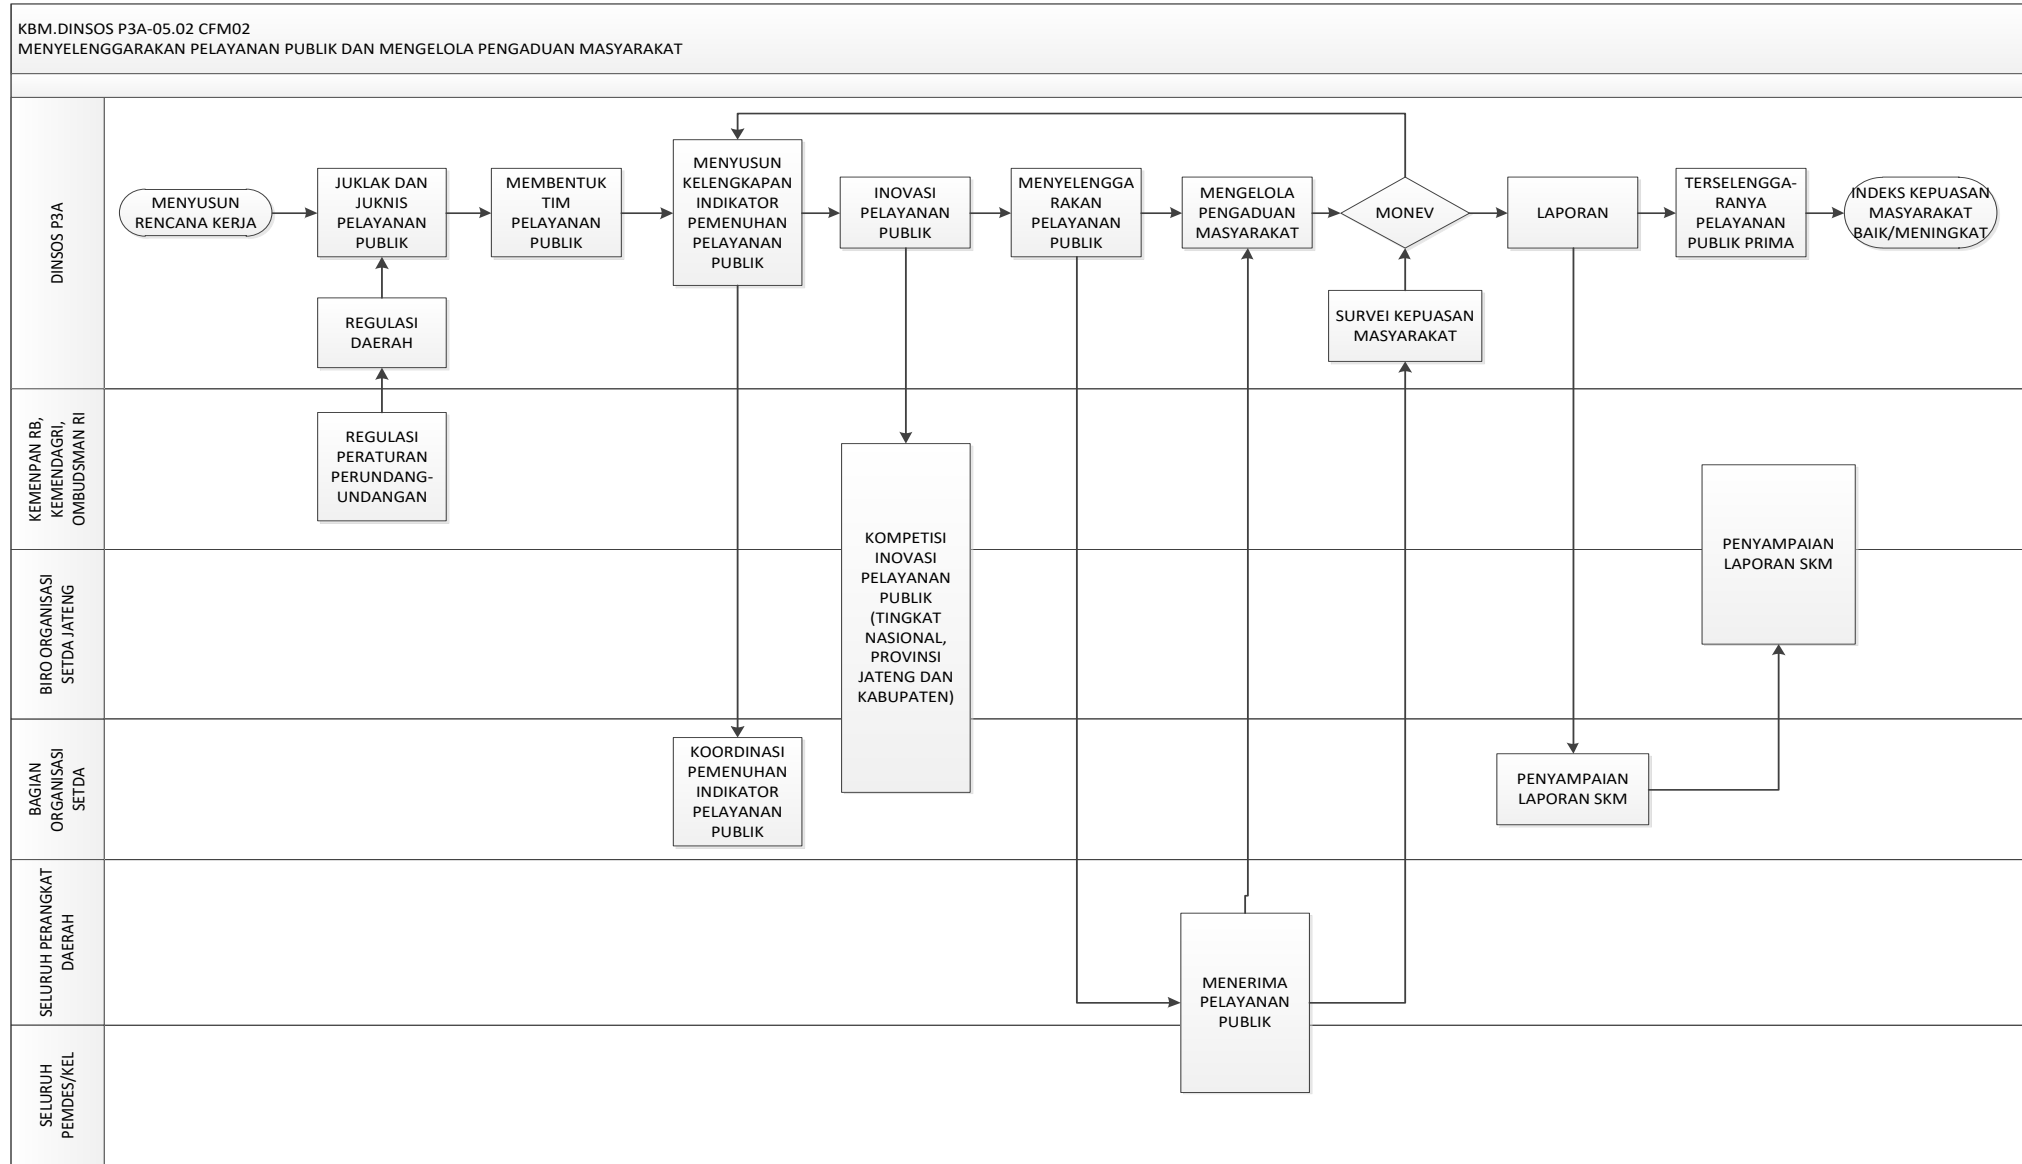 KBM.DINSOS P3A-05.02 CFM02
MENYELENGGARAKAN PELAYANAN PUBLIK DAN MENGELOLA PENGADUAN MASYARAKAT
DINSOS P3A
MENYUSUN
RENCANA KERJA
JUKLAK DAN
JUKNIS
PELAYANAN
PUBLIK
MEMBENTUK
TIM
PELAYANAN
PUBLIK
MENYUSUN
KELENGKAPAN
INDIKATOR
PEMENUHAN
PELAYANAN
PUBLIK
INOVASI
PELAYANAN
PUBLIK
MENYELENGGA
RAKAN
PELAYANAN
PUBLIK
MENGELOLA
PENGADUAN
MASYARAKAT
MONEV
LAPORAN
TERSELENGGA-
RANYA
PELAYANAN
PUBLIK PRIMA
INDEKS KEPUASAN
MASYARAKAT
BAIK/MENINGKAT
REGULASI
DAERAH
SURVEI KEPUASAN
MASYARAKAT
KEMENPAN RB,
KEMENDAGRI,
OMBUDSMAN RI
REGULASI
PERATURAN
PERUNDANG-
UNDANGAN
KOMPETISI
INOVASI
PELAYANAN
PUBLIK
(TINGKAT
NASIONAL,
PROVINSI
JATENG DAN
KABUPATEN)
PENYAMPAIAN
LAPORAN SKM
BIRO ORGANISASI
SETDA JATENG
BAGIAN
ORGANISASI
SETDA
KOORDINASI
PEMENUHAN
INDIKATOR
PELAYANAN
PUBLIK
PENYAMPAIAN
LAPORAN SKM
SELURUH PERANGKAT
DAERAH
MENERIMA
PELAYANAN
PUBLIK
SELURUH
PEMDES/KEL